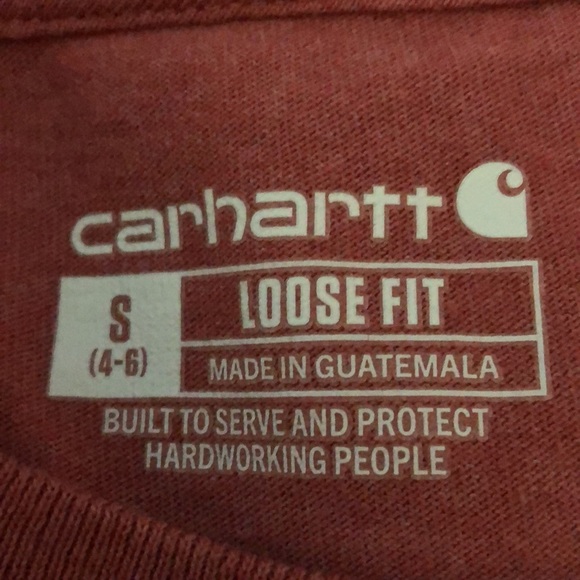 carhartt
S
(4-6)
LOOSE FIT
MADE IN GUATEMALA
BUILT TO SERVE AND PROTECT
HARDWORKING PEOPLE